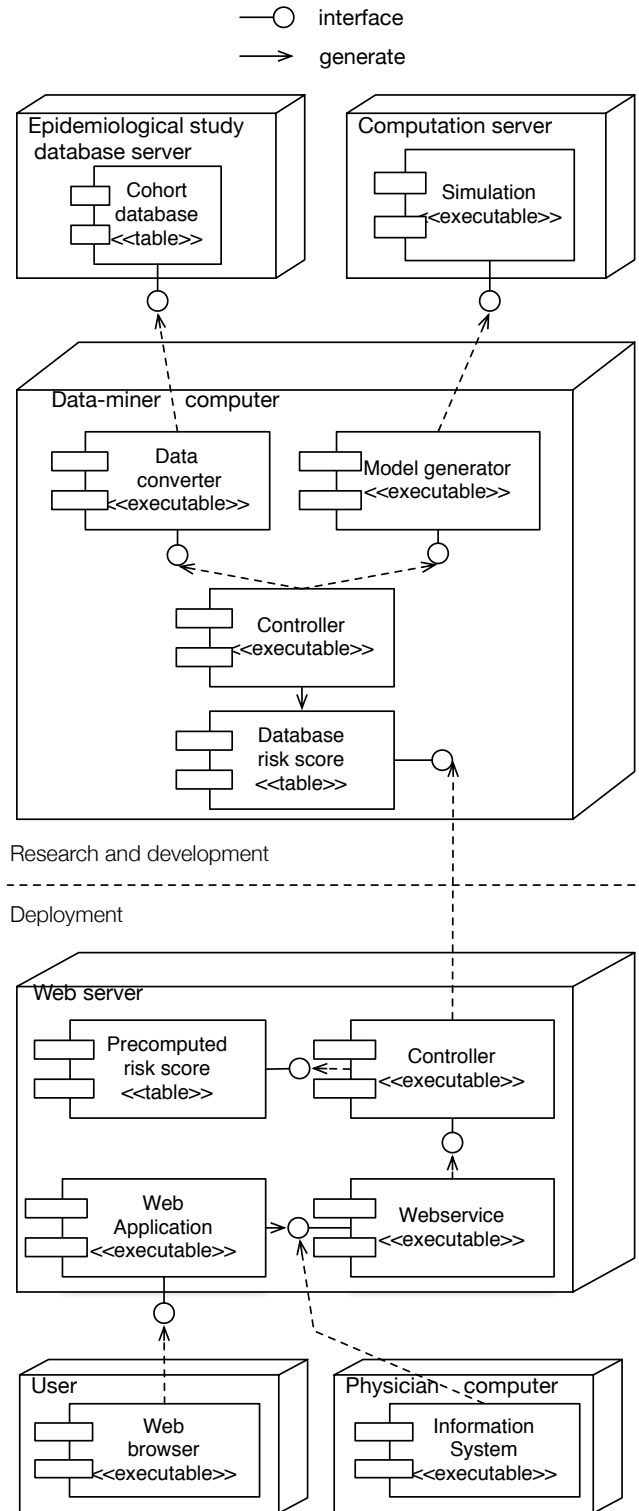 interface
generate
Epidemiological study
database server
Cohort
database
<<table>>
Computation server
Simulation
<<executable>>
Data-miner computer
Data
converter
<<executable>>
Model generator
<<executable>>
Controller
<<executable>>
Database
risk score
<<table>>
Research and development
Deployment
Web server
Precomputed
risk score
<<table>>
Controller
<<executable>>
Web
Application
<<executable>>
Webservice
<<executable>>
User
Web
browser
<<executable>>
Physician computer
Information
System
<<executable>>